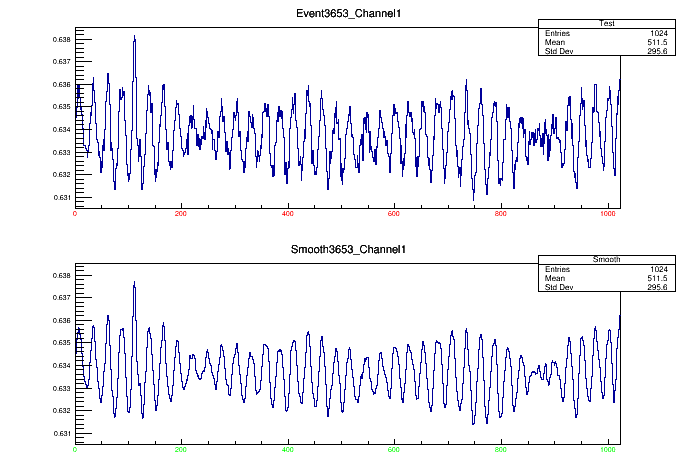 Event3653_Channel1
Test
Entries 1024
Mean 511.5
Std Dev 295.6
0.638
0.637
0.636
0.635
0.634
0.633
0.632
0.631
0 200 400 600 800 1000
Smooth3653_Channel1
Smooth
Entries 1024
Mean 511.5
Std Dev 295.6
0.638
0.637
0.636
0.635
0.634
0.633
0.632
0.631
0 200 400 600 800 1000